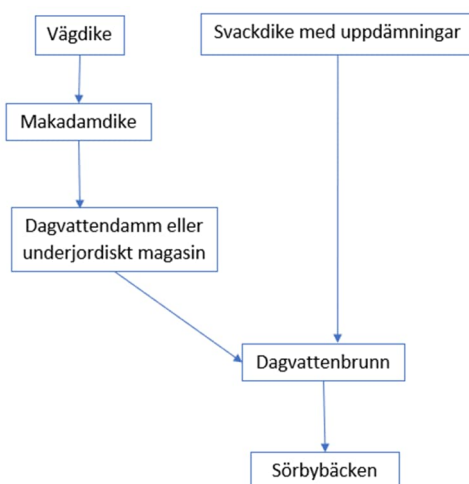 Vägdike
Svackdike med uppdämningar
Makadamdike
Dagvattendamm eller
underjordiskt magasin
Dagvattenbrunn
Sörbybäcken